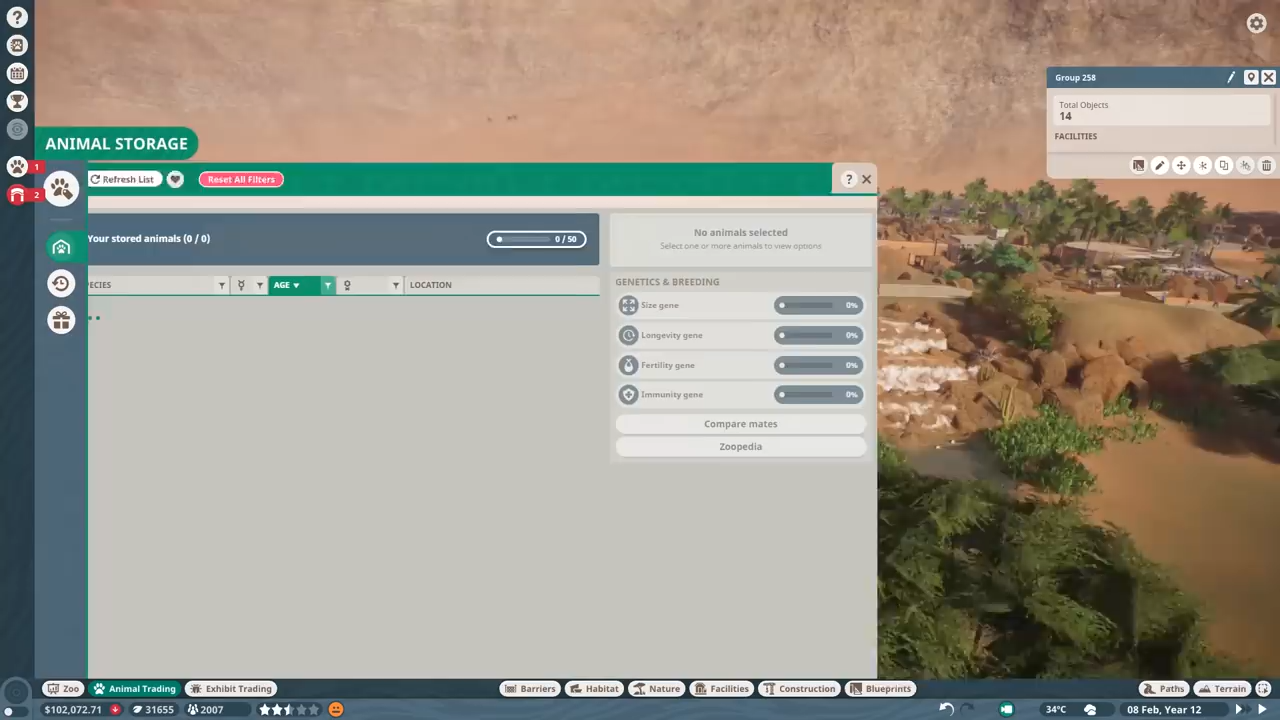 Group 258
Total Objects
14
FACILITIES
ANIMAL STORAGE
1
2
Refresh List
Reset All Filters
?
Your stored animals (0 / 0)
0 / 50
No animals selected
Select one or more animals to view options
PECIES
AGE
LOCATION
GENETICS & BREEDING
Size gene
0%
Longevity gene
0%
Fertility gene
0%
Immunity gene
0%
Compare mates
Zoopedia
Zoo
Animal Trading
Exhibit Trading
Barriers
Habitat
Nature
Facilities
Construction
Blueprints
Paths
Terrain
$102,072.71
31655
2007
34°C
08 Feb, Year 12